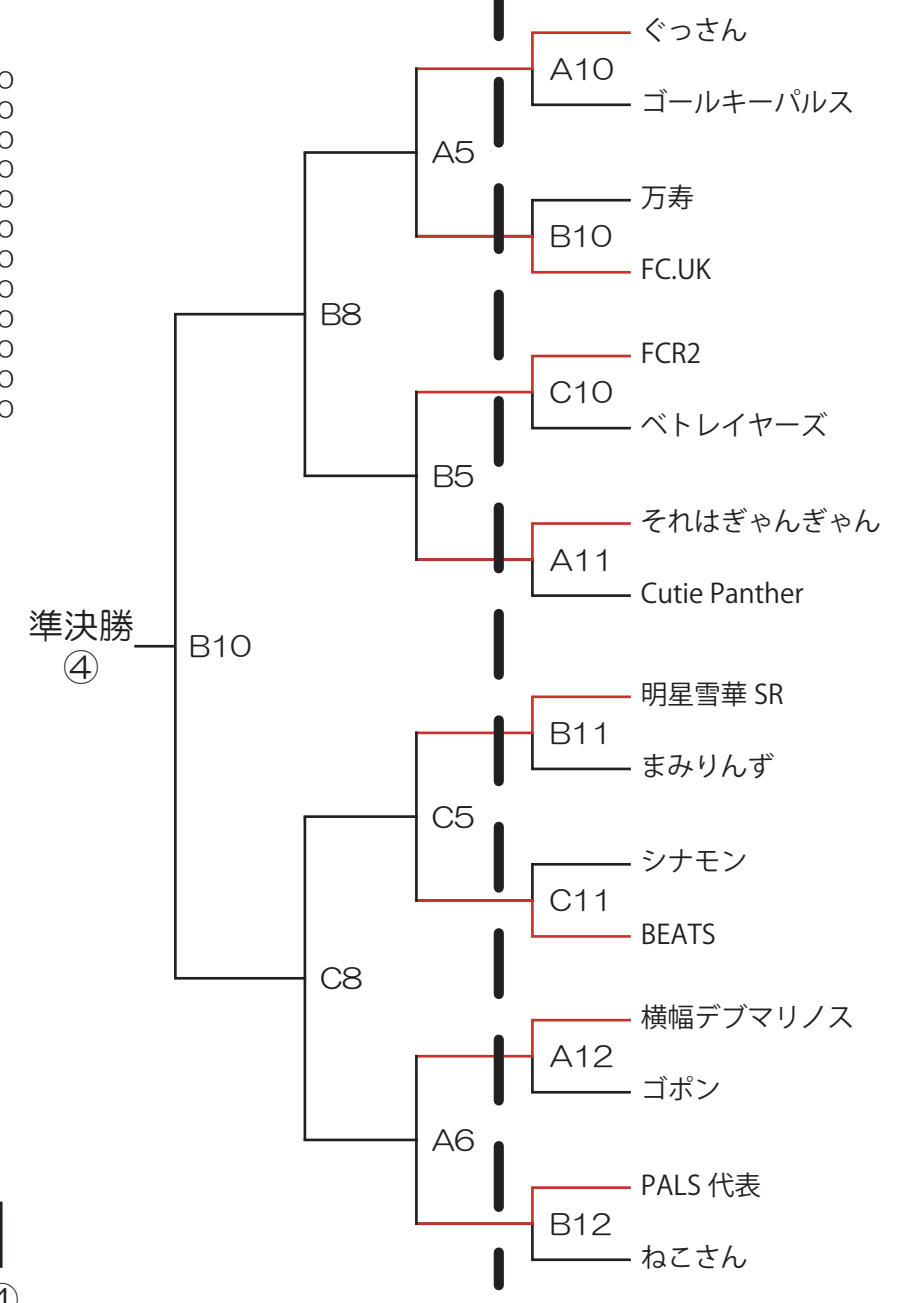 ぐっさん
A10
ゴールキーパルス
A5
万寿
B10
FC.UK
B8
FCR2
C10
ベトレイヤーズ
B5
それはぎゃんぎゃん
A11
Cutie Panther
準決勝
④
B10
明星雪華 SR
B11
まみりんず
C5
シナモン
C11
BEATS
C8
横幅デブマリノス
A12
ゴポン
A6
PALS 代表
B12
ねこさん